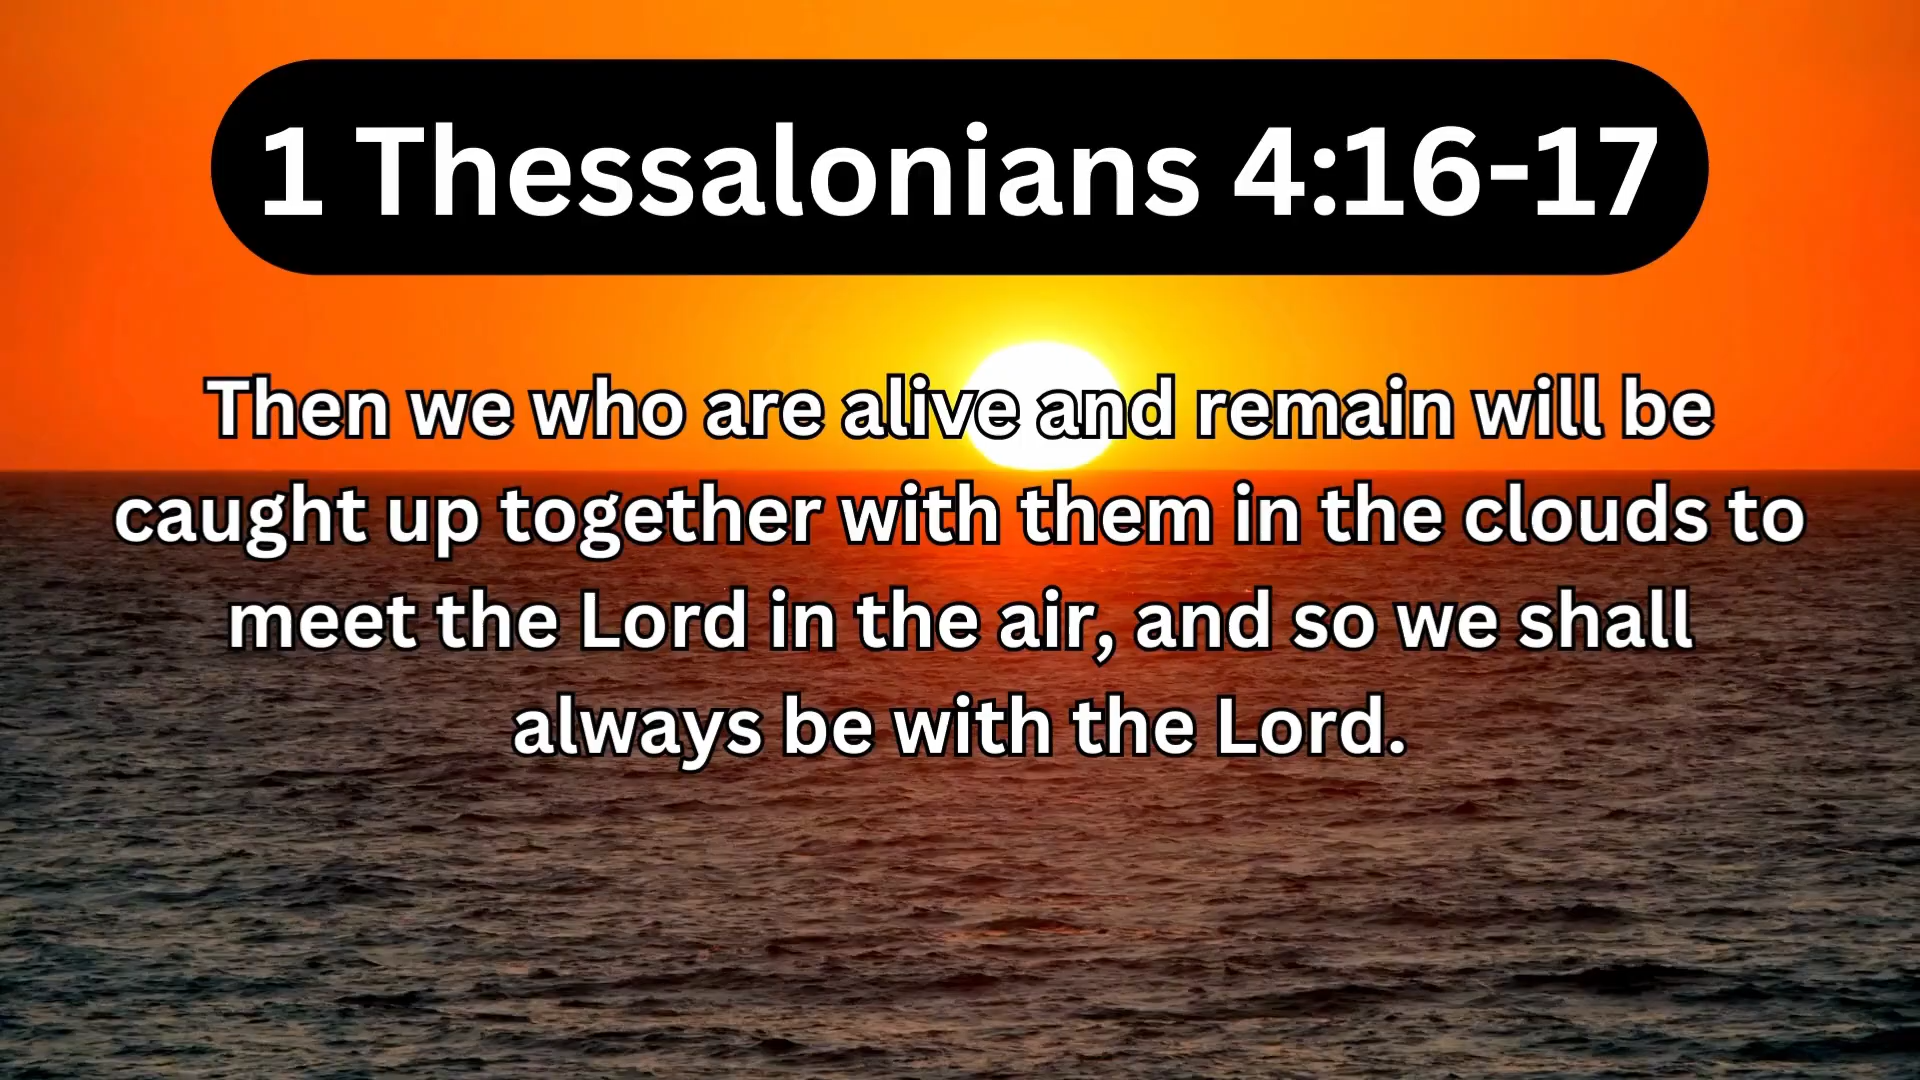 1 Thessalonians 4:16-17
Then we who are alive and remain will be
caught up together with them in the clouds to
meet the Lord in the air, and so we shall
always be with the Lord.